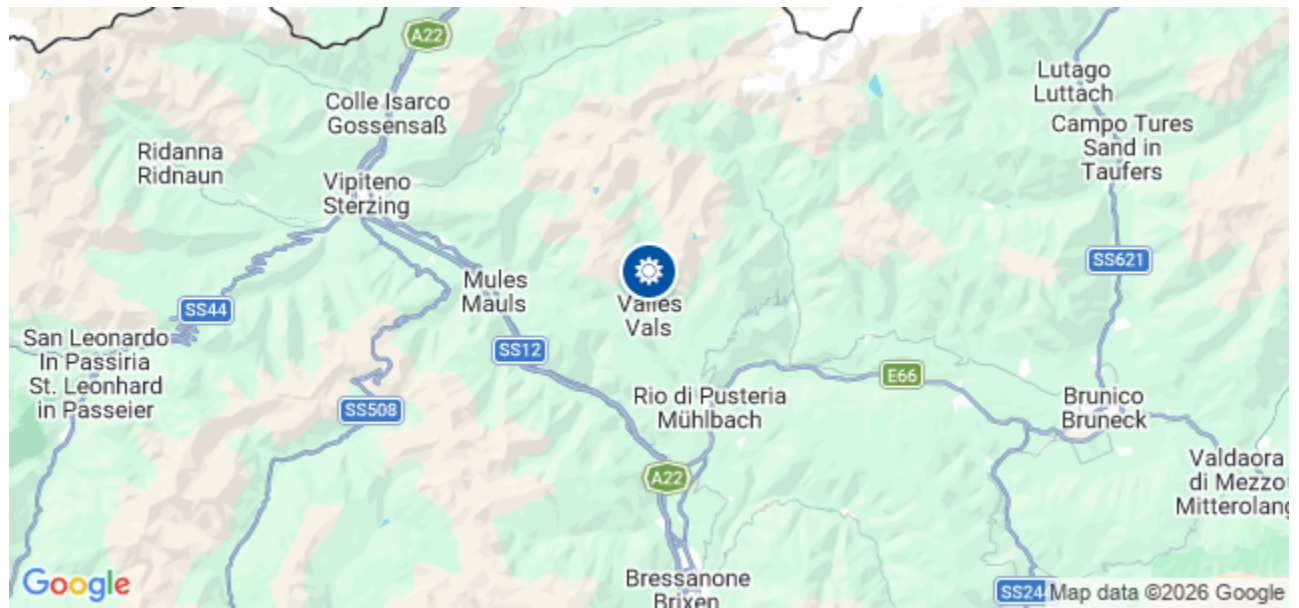 A22
Lutago
Luttach
Colle Isarco
Gossensaß
Campo Tures
Sand in
Taufers
Ridanna
Ridnaun
Vipiteno
Sterzing
SS621
Mules
Mauls
Valles
Vals
SS44
San Leonardo
In Passiria
St. Leonhard
in Passeier
SS12
E66
Rio di Pusteria
Mühlbach
Brunico
Bruneck
SS508
A22
Valdaora
di Mezzo
Mitterolang
Bressanone
Brixen
SS244
Google
Map data ©2026 Google